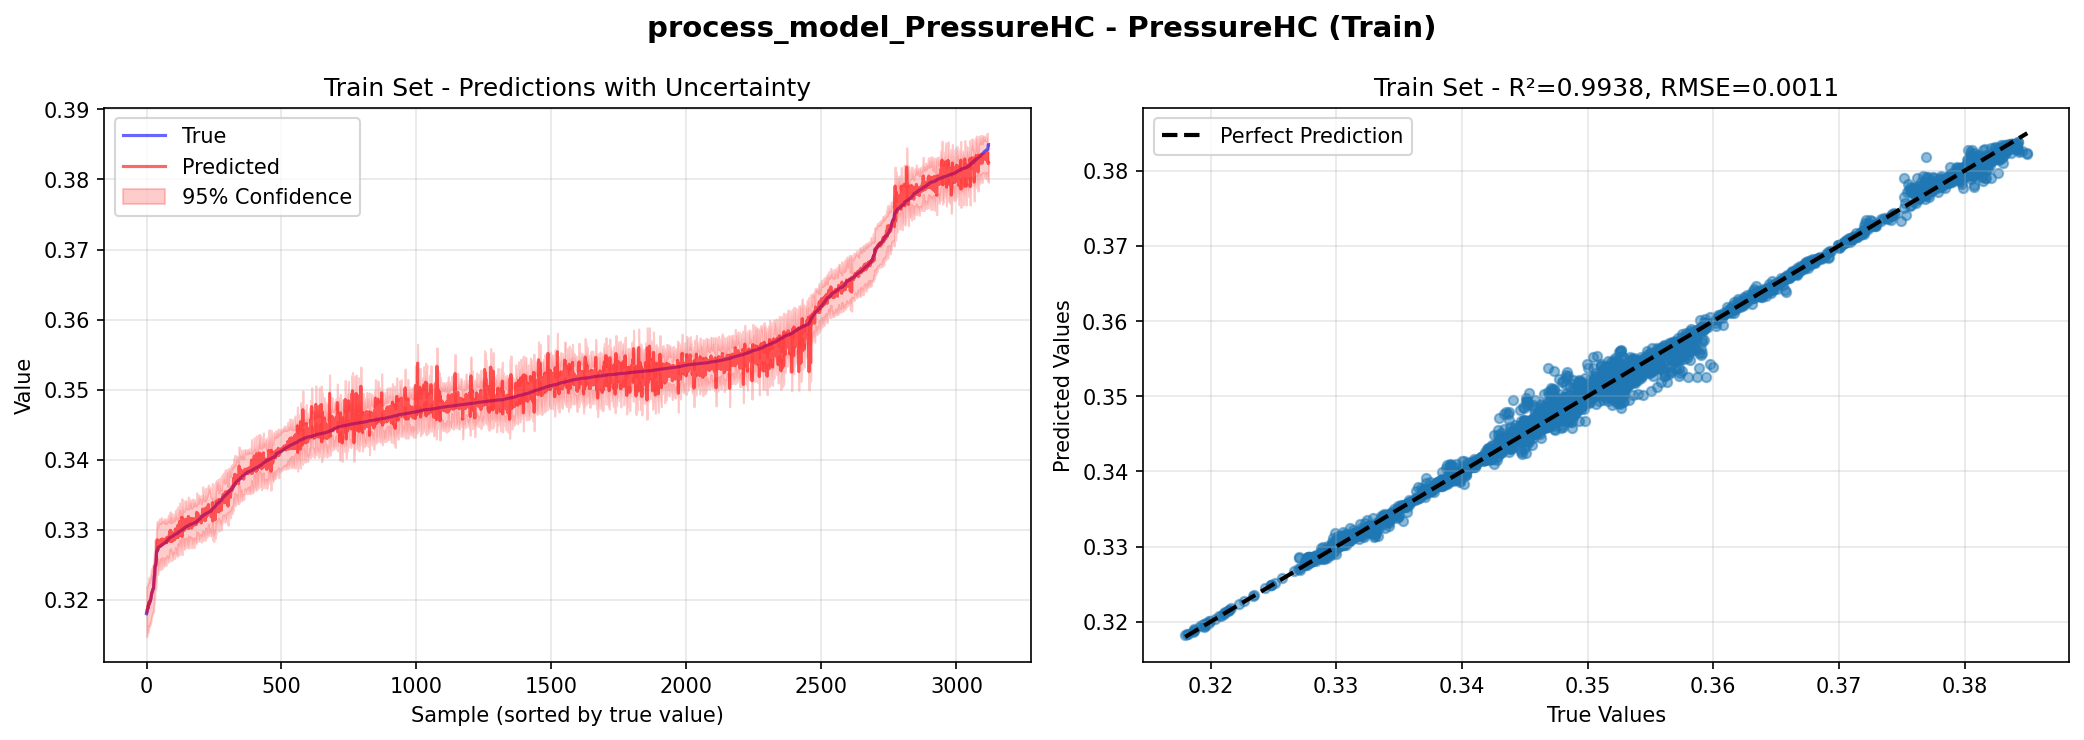 process_model_PressureHC - PressureHC (Train)
Train Set - Predictions with Uncertainty
True
Predicted
95% Confidence
Value
0.39
0.38
0.37
0.36
0.35
0.34
0.33
0.32
0 500 1000 1500 2000 2500 3000
Sample (sorted by true value)
Train Set - R²=0.9938, RMSE=0.0011
Perfect Prediction
Predicted Values
0.38
0.37
0.36
0.35
0.34
0.33
0.32
0.32 0.33 0.34 0.35 0.36 0.37 0.38
True Values